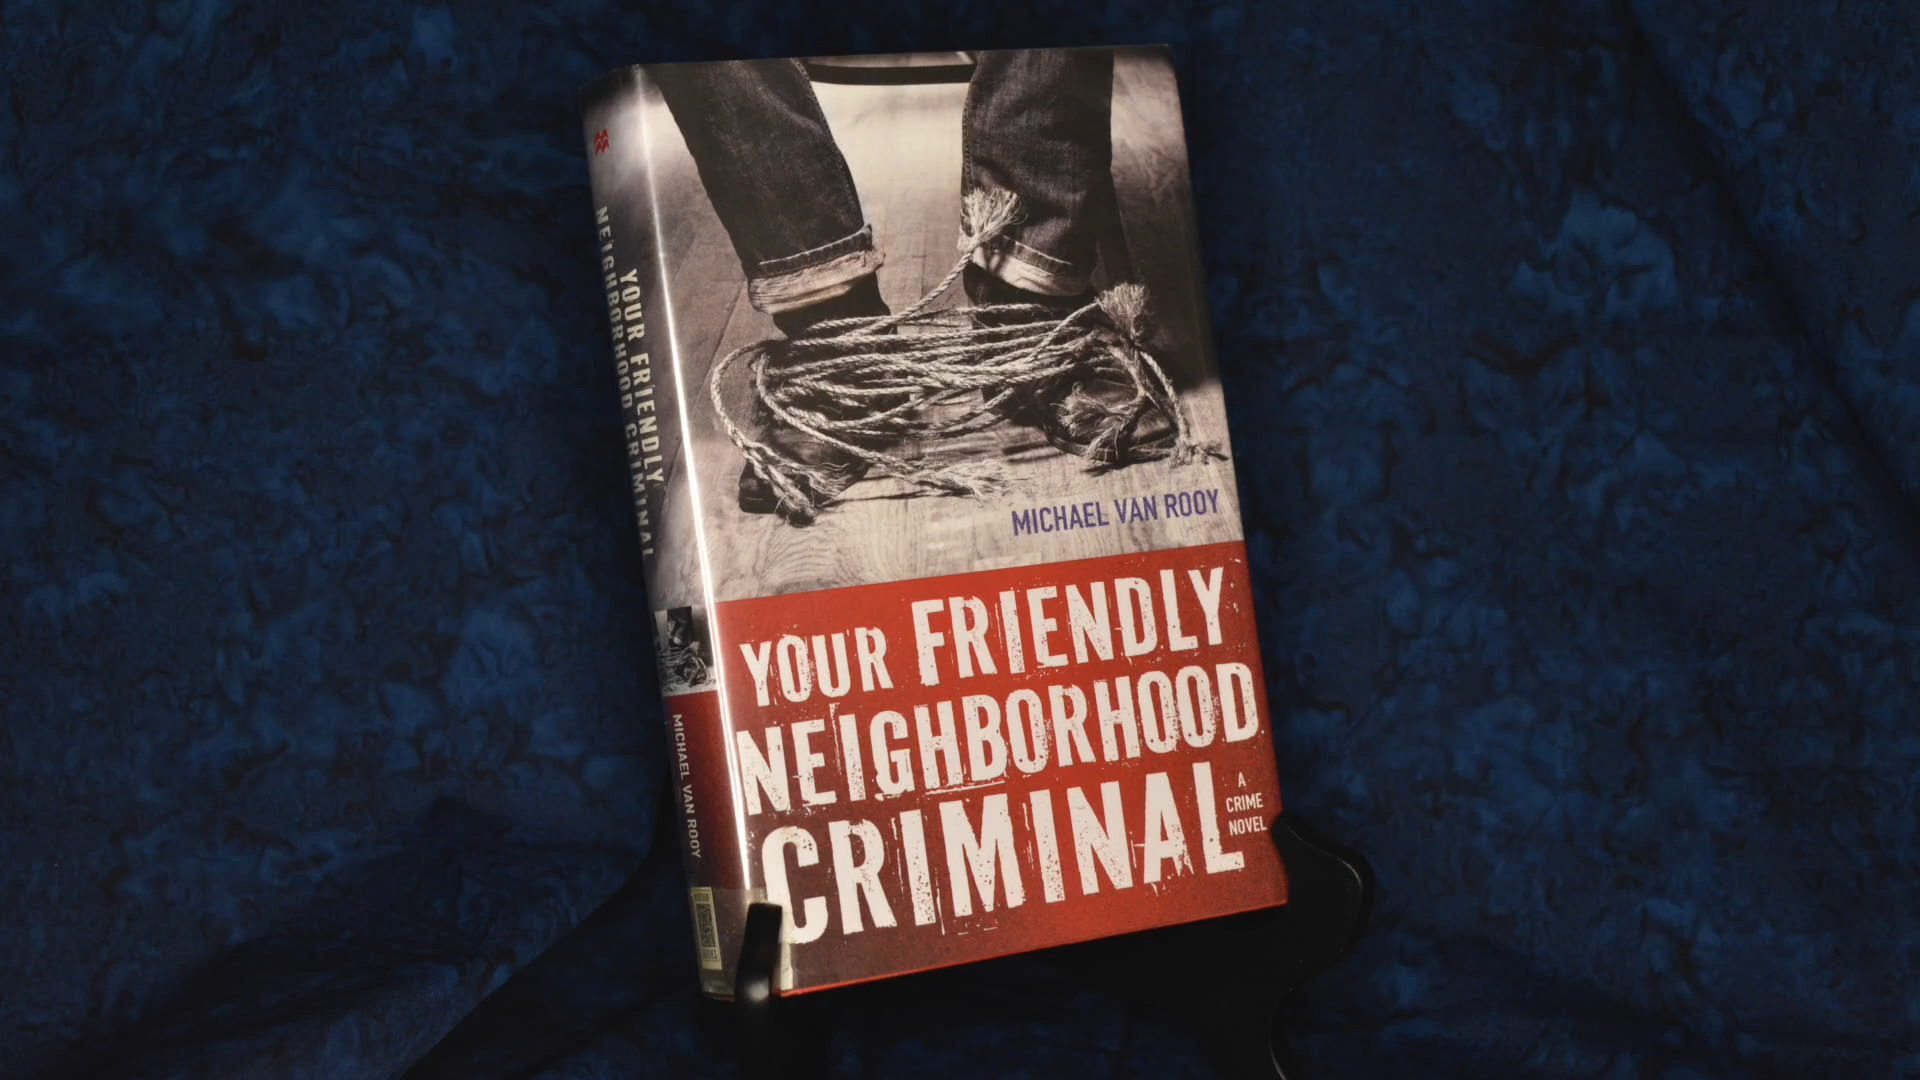 YOUR FRIENDLY
NEIGHBORHOOD CRIMINAL
MICHAEL VAN ROOY
MICHAEL VAN ROOY
YOUR FRIENDLY
NEIGHBORHOOD
CRIMINAL
A
CRIME
NOVEL